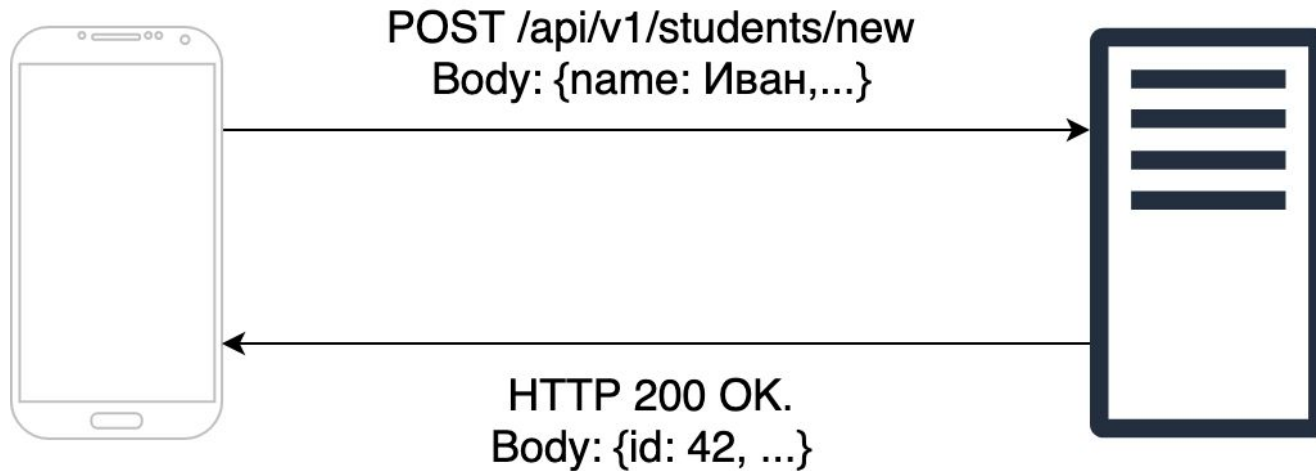 POST /api/v1/students/new
Body: {name: Иван,...}
HTTP 200 OK.
Body: {id: 42, ...}